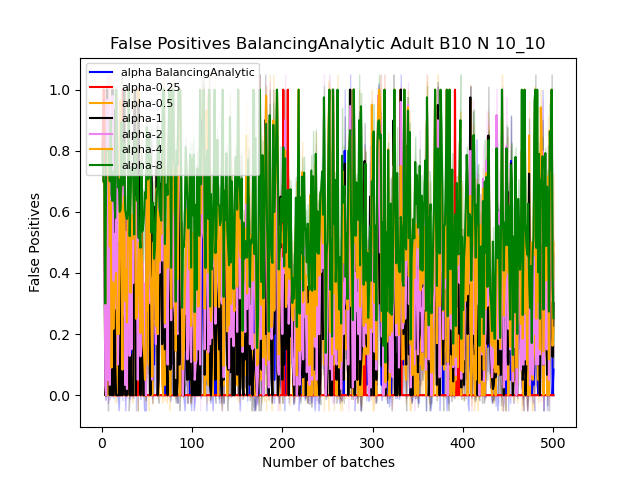 False Positives BalancingAnalytic Adult B10 N 10_10
alpha BalancingAnalytic
alpha-0.25
alpha-0.5
alpha-1
alpha-2
alpha-4
alpha-8
1.0
0.8
0.6
0.4
0.2
0.0
False Positives
0
100
200
300
400
500
Number of batches